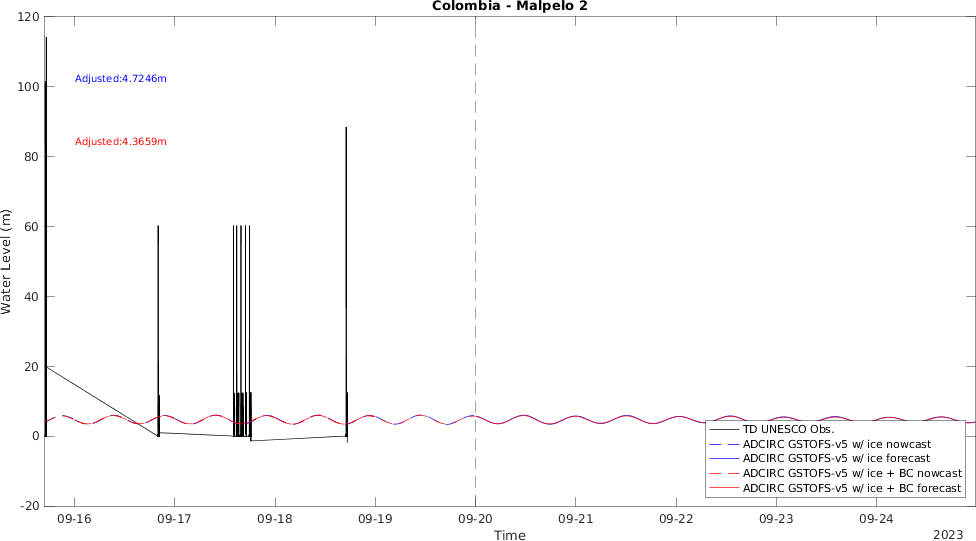 Colombia - Malpelo 2
120
100
80
60
40
20
0
-20
Water Level (m)
Adjusted:4.7246m
Adjusted:4.3659m
TD UNESCO Obs.
ADCIRC GSTOFS-v5 w/ ice nowcast
ADCIRC GSTOFS-v5 w/ ice forecast
ADCIRC GSTOFS-v5 w/ ice + BC nowcast
ADCIRC GSTOFS-v5 w/ ice + BC forecast
09-16 09-17 09-18 09-19 09-20 09-21 09-22 09-23 09-24
Time
2023